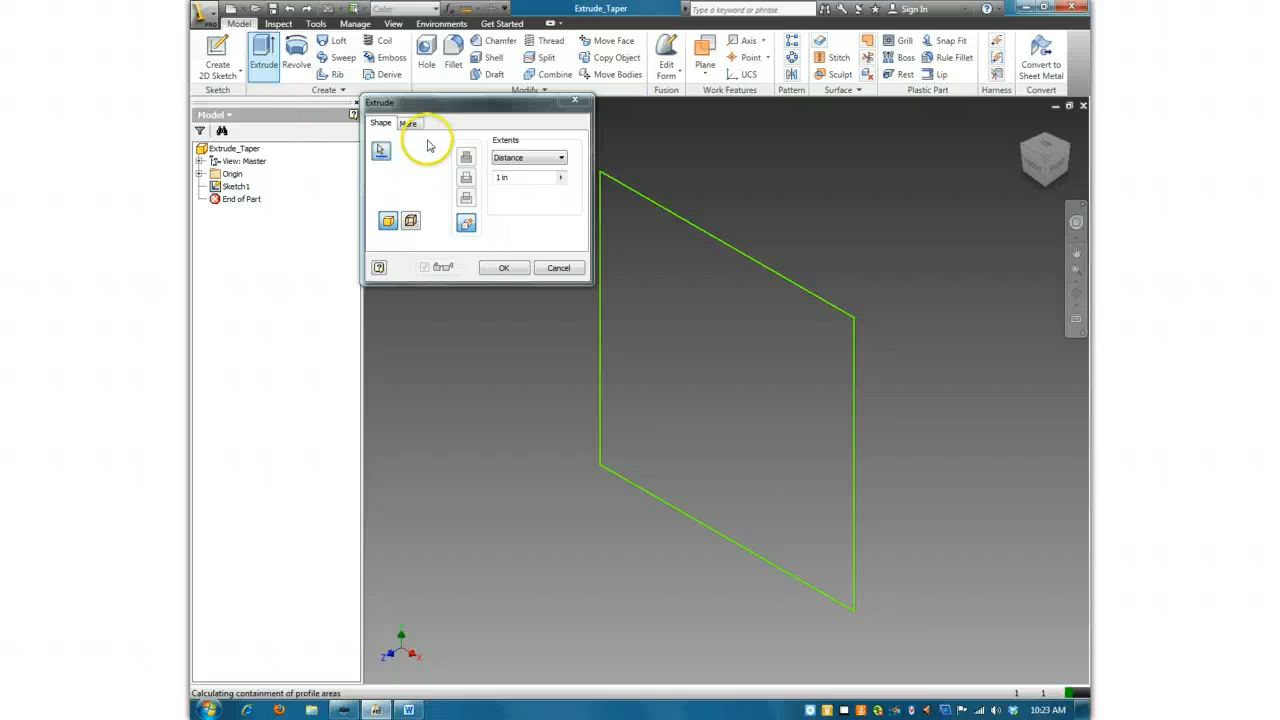 Color
Extrude_Taper
Type a keyword or phrase
Sign In
PRO
Model
Inspect
Tools
Manage
View
Environments
Get Started
Create
2D Sketch
Extrude
Revolve
Loft
Sweep
Rib
Coil
Emboss
Derive
Hole
Fillet
Chamfer
Shell
Draft
Thread
Split
Combine
Move Face
Copy Object
Move Bodies
Edit
Form
Plane
Axis
Point
UCS
Stitch
Sculpt
Grill
Boss
Rest
Snap Fit
Rule Fillet
Lip
Convert to
Sheet Metal
Sketch
Create
Modify
Fusion
Work Features
Pattern
Surface
Plastic Part
Harness
Convert
Model
Extrude_Taper
View: Master
Origin
Sketch1
End of Part
Extrude
Shape
More
Extents
Distance
1 in
OK
Cancel
Z
X
Calculating containment of profile areas
1
1
PRO
W
10:23 AM